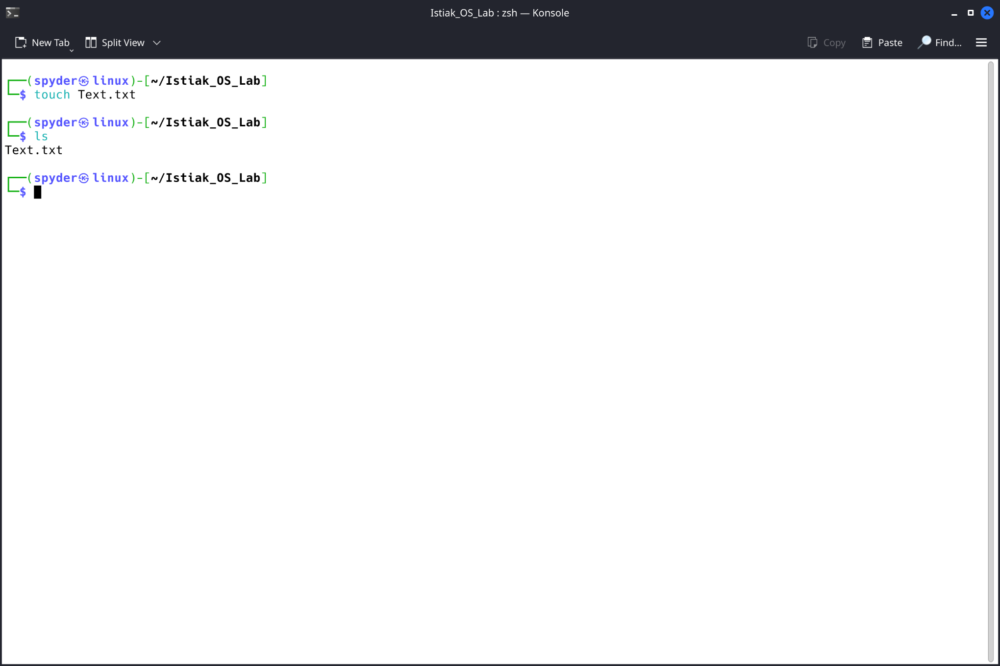 Istiak_OS_Lab : zsh — Konsole
New Tab Split View Copy Paste Find...
┌──(spyder㉿linux)-[~/Istiak_OS_Lab]
└─$ touch Text.txt
┌──(spyder㉿linux)-[~/Istiak_OS_Lab]
└─$ ls
Text.txt
┌──(spyder㉿linux)-[~/Istiak_OS_Lab]
└─$